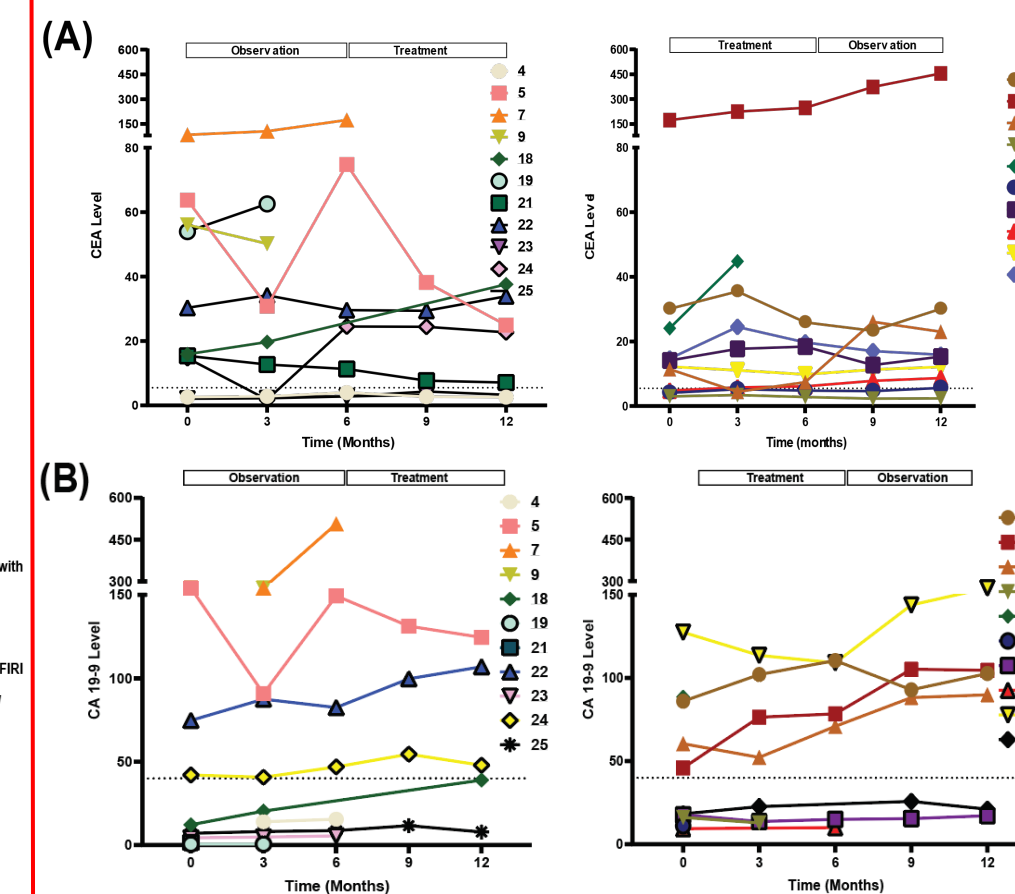 (A)
Observation Treatment
600
450
300
150
80
60
40
20
0
CEA Level
0 3 6 9 12
Time (Months)
4
5
7
9
18
19
21
22
23
24
25
Treatment Observation
600
450
300
150
80
60
40
20
0
CEA Level
0 3 6 9 12
Time (months)
(B)
Observation Treatment
600
450
300
150
100
50
0
CA 19-9 Level
0 3 6 9 12
Time (Months)
4
5
7
9
18
19
21
22
23
24
25
Treatment Observation
600
450
300
150
100
50
0
CA 19-9 Level
0 3 6 9 12
Time (Months)
with
FIRI